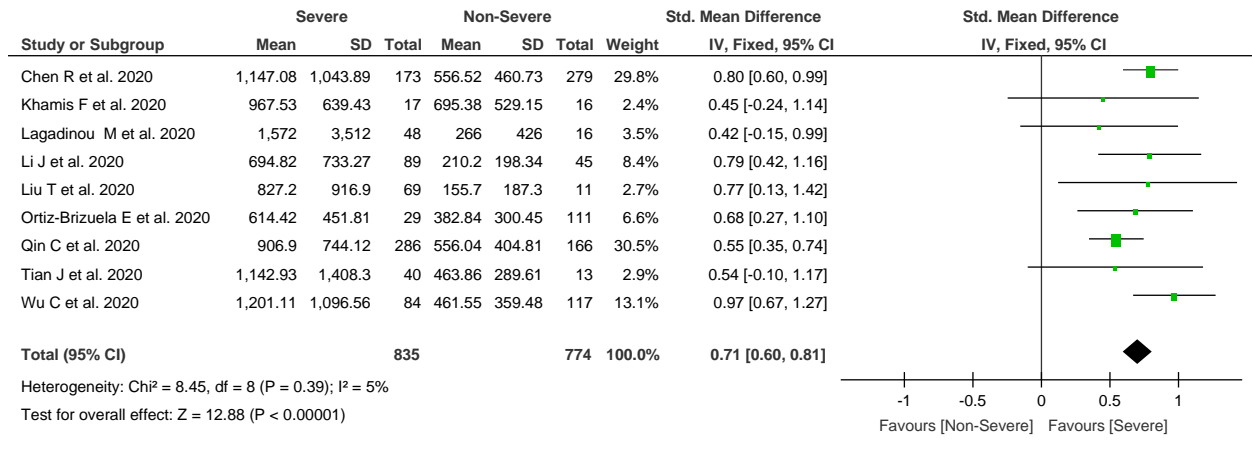 Severe Non-Severe Std. Mean Difference Std. Mean Difference
Study or Subgroup Mean SD Total Mean SD Total Weight IV, Fixed, 95% CI IV, Fixed, 95% CI
Chen R et al. 2020 1,147.08 1,043.89 173 556.52 460.73 279 29.8% 0.80 [0.60, 0.99]
Khamis F et al. 2020 967.53 639.43 17 695.38 529.15 16 2.4% 0.45 [-0.24, 1.14]
Lagadinou M et al. 2020 1,572 3,512 48 266 426 16 3.5% 0.42 [-0.15, 0.99]
Li J et al. 2020 694.82 733.27 89 210.2 198.34 45 8.4% 0.79 [0.42, 1.16]
Liu T et al. 2020 827.2 916.9 69 155.7 187.3 11 2.7% 0.77 [0.13, 1.42]
Ortiz-Brizuela E et al. 2020 614.42 451.81 29 382.84 300.45 111 6.6% 0.68 [0.27, 1.10]
Qin C et al. 2020 906.9 744.12 286 556.04 404.81 166 30.5% 0.55 [0.35, 0.74]
Tian J et al. 2020 1,142.93 1,408.3 40 463.86 289.61 13 2.9% 0.54 [-0.10, 1.17]
Wu C et al. 2020 1,201.11 1,096.56 84 461.55 359.48 117 13.1% 0.97 [0.67, 1.27]
Total (95% CI) 835 774 100.0% 0.71 [0.60, 0.81]
Heterogeneity: Chi² = 8.45, df = 8 (P = 0.39); I² = 5%
Test for overall effect: Z = 12.88 (P < 0.00001)
-1 -0.5 0 0.5 1
Favours [Non-Severe] Favours [Severe]